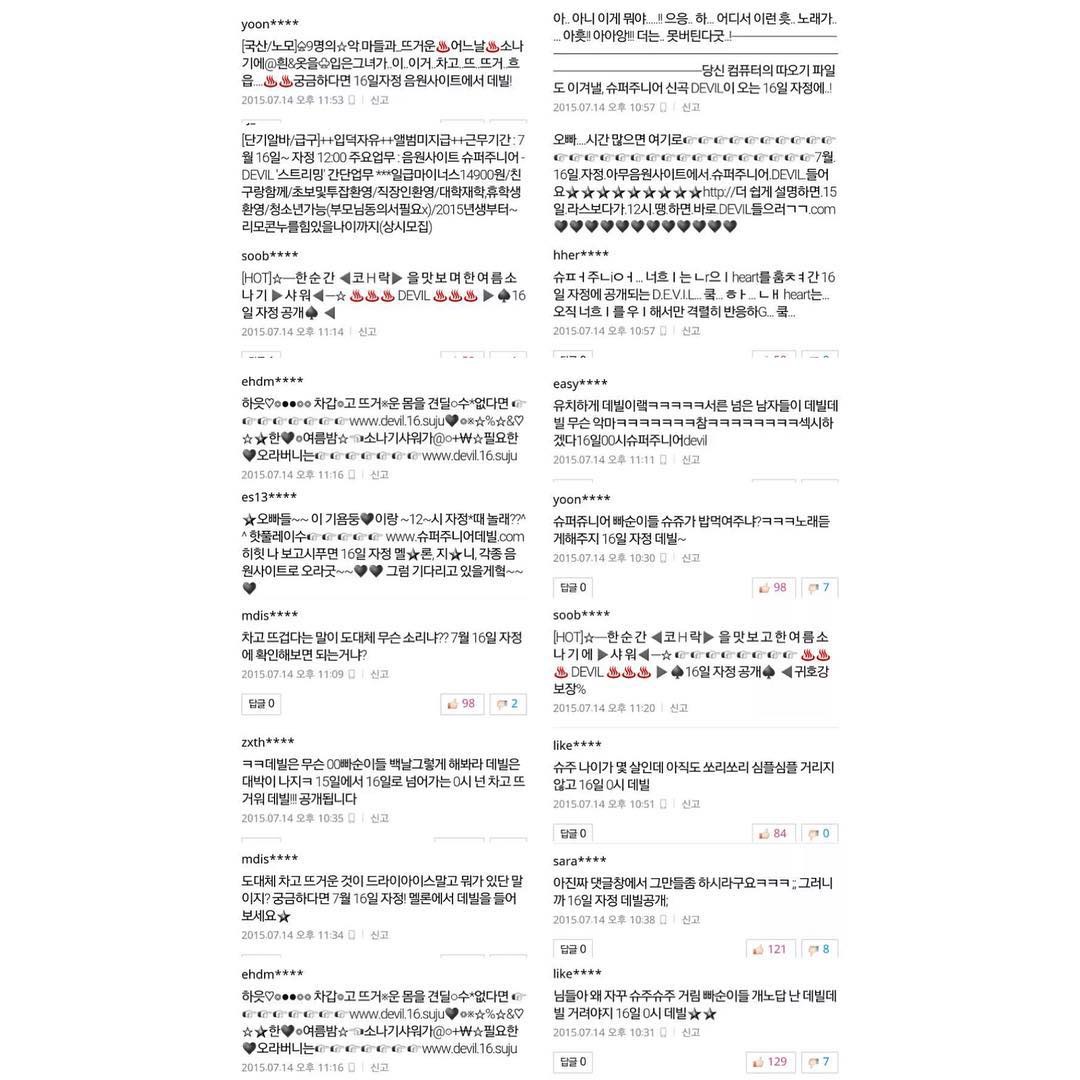 yoon****
[국산/노모]♤9명의☆악 마들과_뜨거운♨어느날♨소나
기에@흰&옷을♧입은그녀가..이..이거..차고..뜨..뜨거..흐
읍....♨♨궁금하다면 16일자정 음원사이트에서 데빌!
2015.07.14 오후 11:53 신고
[단기알바/급구]++입덕자유++앨범미지급++근무기간 : 7
월 16일~ 자정 12:00 주요업무 : 음원사이트 슈퍼주니어 -
DEVIL '스트리밍' 간단업무 ***일급마이너스14900원/친
구랑함께/초보및투잡환영/직장인환영/대학재학,휴학생
환영/청소년가능(부모님동의서필요x)/2015년생부터~
리모콘누를힘있을나이까지(상시모집)
soob****
[HOT]☆—한순간 ◀코H락▶ 을맛보며한여름소
나기▶샤워◀─☆ ♨♨♨ DEVIL ♨♨♨ ▶♠16
일 자정 공개♠ ◀
2015.07.14 오후 11:14 신고
ehdm****
하읏♡◎●●◎◎ 차갑◎고 뜨거※운 몸을 견딜○수*없다면 ☞
☞☞☞☞☞☞☞www.devil.16.suju♥◎※☆%☆&♡
☆★한♥◎여름밤☆☜소나기샤워가@○+₩☆필요한
♥오라버니는☞☞☞☞☞☞☞www.devil.16.suju
2015.07.14 오후 11:16 신고
es13****
★오빠들~~ 이 기욤둥♥이랑 ~12~시 자정*때 놀래??^
^ 핫풀레이수☞☞☞☞☞ www.슈퍼주니어데빌.com
히힛 나 보고시푸면 16일 자정 멜★론, 지★니, 각종 음
원사이트로 오라굿~~♥♥ 그럼 기다리고 있을게혘~~
♥
mdis****
차고 뜨겁다는 말이 도대체 무슨 소리냐?? 7월 16일 자정
에 확인해보면 되는거냐?
2015.07.14 오후 11:09 신고
답글 0 98 2
zxth****
ㅋㅋ데빌은 무슨 00빠순이들 백날그렇게 해봐라 데빌은
대박이 나지ㅋ 15일에서 16일로 넘어가는 0시 넌 차고 뜨
거워 데빌!!! 공개됩니다
2015.07.14 오후 10:35 신고
mdis****
도대체 차고 뜨거운 것이 드라이아이스말고 뭐가 있단 말
이지? 궁금하다면 7월 16일 자정! 멜론에서 데빌을 들어
보세요★
2015.07.14 오후 11:34 신고
ehdm****
하읏♡◎●●◎◎ 차갑◎고 뜨거※운 몸을 견딜○수*없다면 ☞
☞☞☞☞☞☞☞www.devil.16.suju♥◎※☆%☆&♡
☆★한♥◎여름밤☆☜소나기샤워가@○+₩☆필요한
♥오라버니는☞☞☞☞☞☞☞www.devil.16.suju
2015.07.14 오후 11:16 신고
아.. 아니 이게 뭐야.....!! 으응.. 하... 어디서 이런 흣.. 노래가..
... 아흣!! 아아앙!!! 더는.. 못버틴다굿..!────────
────────────────────
──────────당신 컴퓨터의 따오기 파일
도 이겨낼, 슈퍼주니어 신곡 DEVIL이 오는 16일 자정에..!
2015.07.14 오후 10:57 신고
오빠....시간 많으면 여기로☞☞☞☞☞☞☞☞☞☞☞
☞☞☞☞☞☞☞☞☞☞☞☞☞☞☞☞☞☞☞7월.
16일.자정.아무음원사이트에서.슈퍼주니어.DEVIL.들어
요★★★★★★★★★http://더 쉽게 설명하면.15
일.라스보다가.12시.땡.하면.바로.DEVIL들으러ㄱㄱ.com
♥♥♥♥♥♥♥♥♥♥♥♥
hher****
슈ㅍㅓ주ㄴiㅇㅓ... 너흐ㅣ는 ㄴr으ㅣheart를 훔ㅊㅕ간 16
일 자정에 공개되는 D.E.V.I.L... 쿸... ㅎㅏ... ㄴㅐ heart는...
오직 너흐ㅣ를 우ㅣ해서만 격렬히 반응하G... 쿸...
2015.07.14 오후 10:57 신고
easy****
유치하게 데빌이랰ㅋㅋㅋㅋㅋ서른 넘은 남자들이 데빌데
빌 무슨 악마ㅋㅋㅋㅋㅋㅋㅋ참ㅋㅋㅋㅋㅋㅋㅋㅋ섹시하
겠다16일00시슈퍼주니어devil
2015.07.14 오후 11:11 신고
yoon****
슈퍼쥬니어 빠순이들 슈쥬가 밥먹여주냐?ㅋㅋㅋ노래듣
게해주지 16일 자정 데빌~
2015.07.14 오후 10:30 신고
답글 0 98 7
soob****
[HOT]☆—한순간 ◀코H락▶ 을맛보고한여름소
나기에 ▶샤워◀─☆☞☞☞☞☞☞☞☞ ♨♨
♨ DEVIL ♨♨♨ ▶♠16일 자정 공개♠ ◀귀호강
보장%
2015.07.14 오후 11:20 신고
like****
슈주 나이가 몇 살인데 아직도 쏘리쏘리 심플심플 거리지
않고 16일 0시 데빌
2015.07.14 오후 10:51 신고
답글 0 84 0
sara****
아진짜 댓글창에서 그만들좀 하시라구요ㅋㅋㅋ ;; 그러니
까 16일 자정 데빌공개;
2015.07.14 오후 10:38 신고
답글 0 121 8
like****
님들아 왜 자꾸 슈주슈주 거림 빠순이들 개노답 난 데빌데
빌 거려야지 16일 0시 데빌★★
2015.07.14 오후 10:31 신고
답글 0 129 7